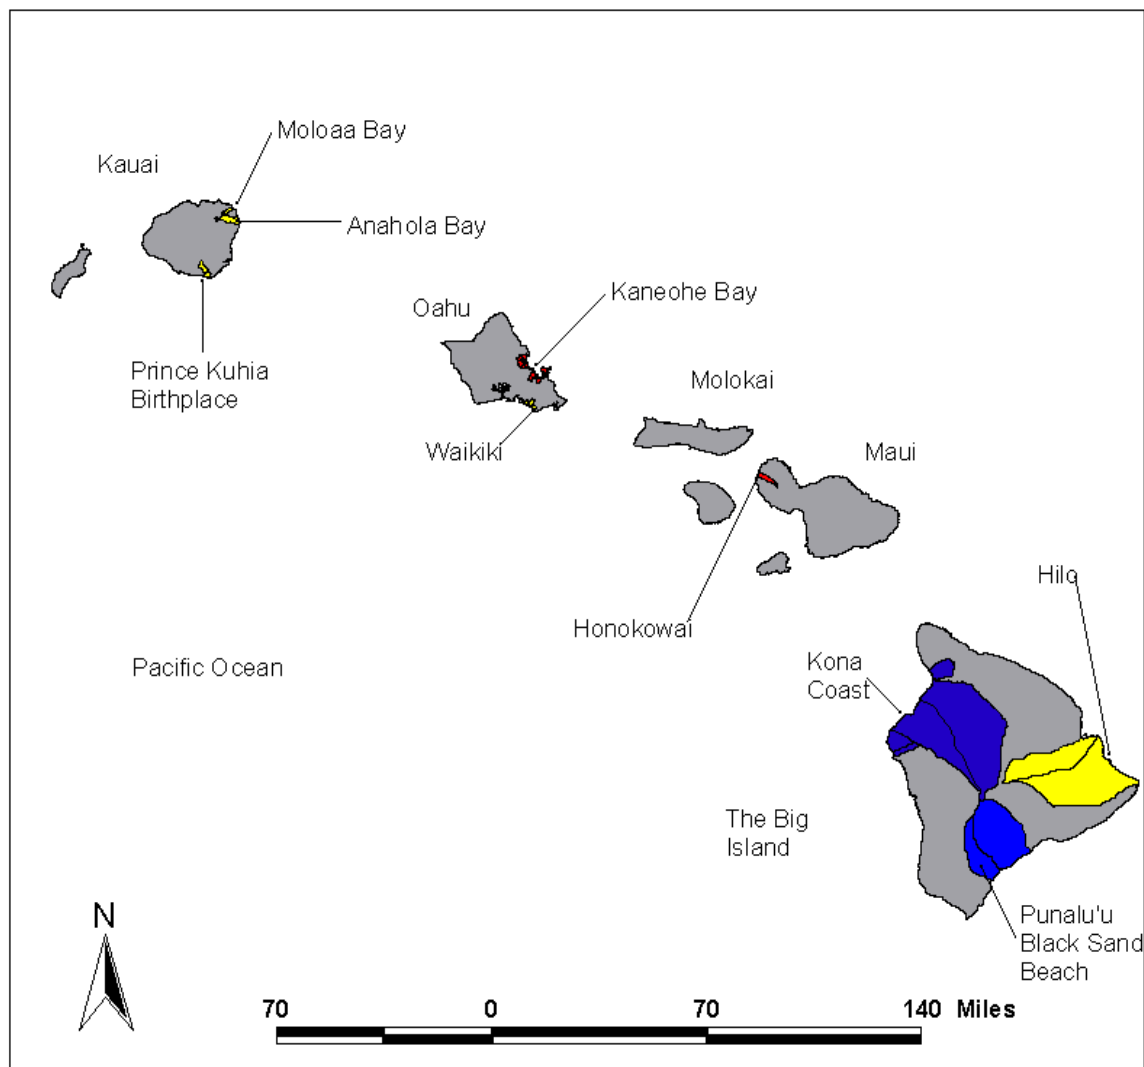 Moloaa Bay
Kauai
Anahola Bay
Kaneohe Bay
Oahu
Prince Kuhia
Birthplace
Molokai
Waikiki
Maui
Hilo
Honokowai
Pacific Ocean
Kona
Coast
The Big
Island
Punalu'u
Black Sand
Beach
N
70 0 70 140 Miles